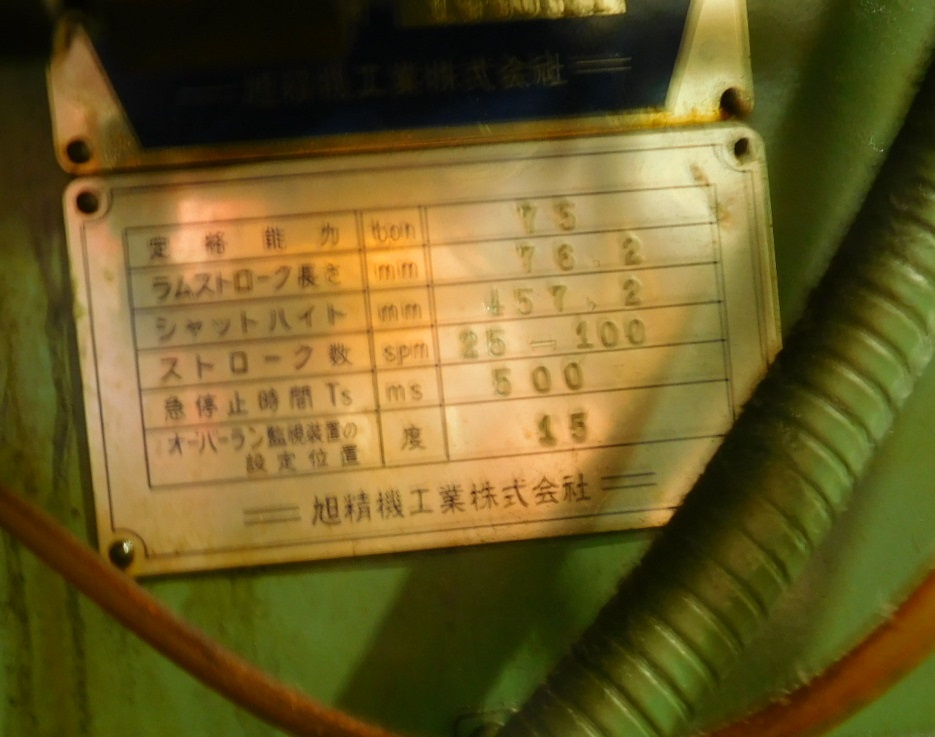 旭精機工業株式会社
定格能力 ton 75
ラムストローク長さ mm 76.2
シャットハイト mm 457.2
ストローク数 spm 25-100
急停止時間Ts ms 500
オーバーラン監視装置の 度 15
設定位置
旭精機工業株式会社